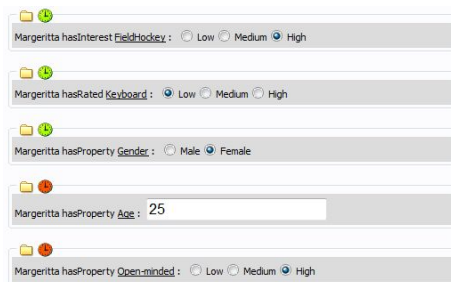 Margeritta hasInterest FieldHockey : Low Medium High
Margeritta hasRated Keyboard : Low Medium High
Margeritta hasProperty Gender : Male Female
Margeritta hasProperty Age : 25
Margeritta hasProperty Open-minded : Low Medium High